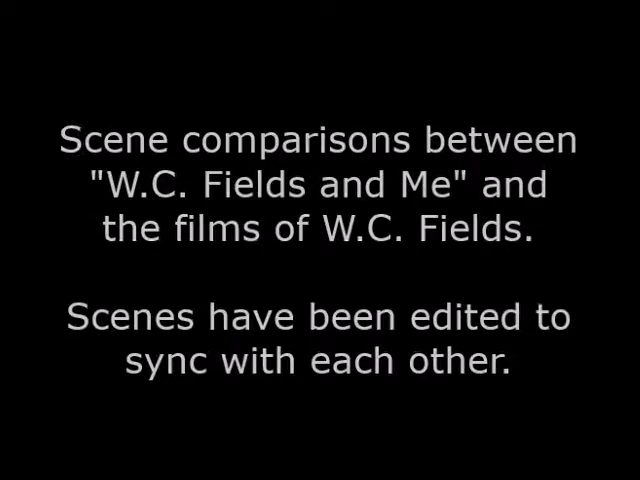 Scene comparisons between
"W.C. Fields and Me" and
the films of W.C. Fields.
Scenes have been edited to
sync with each other.